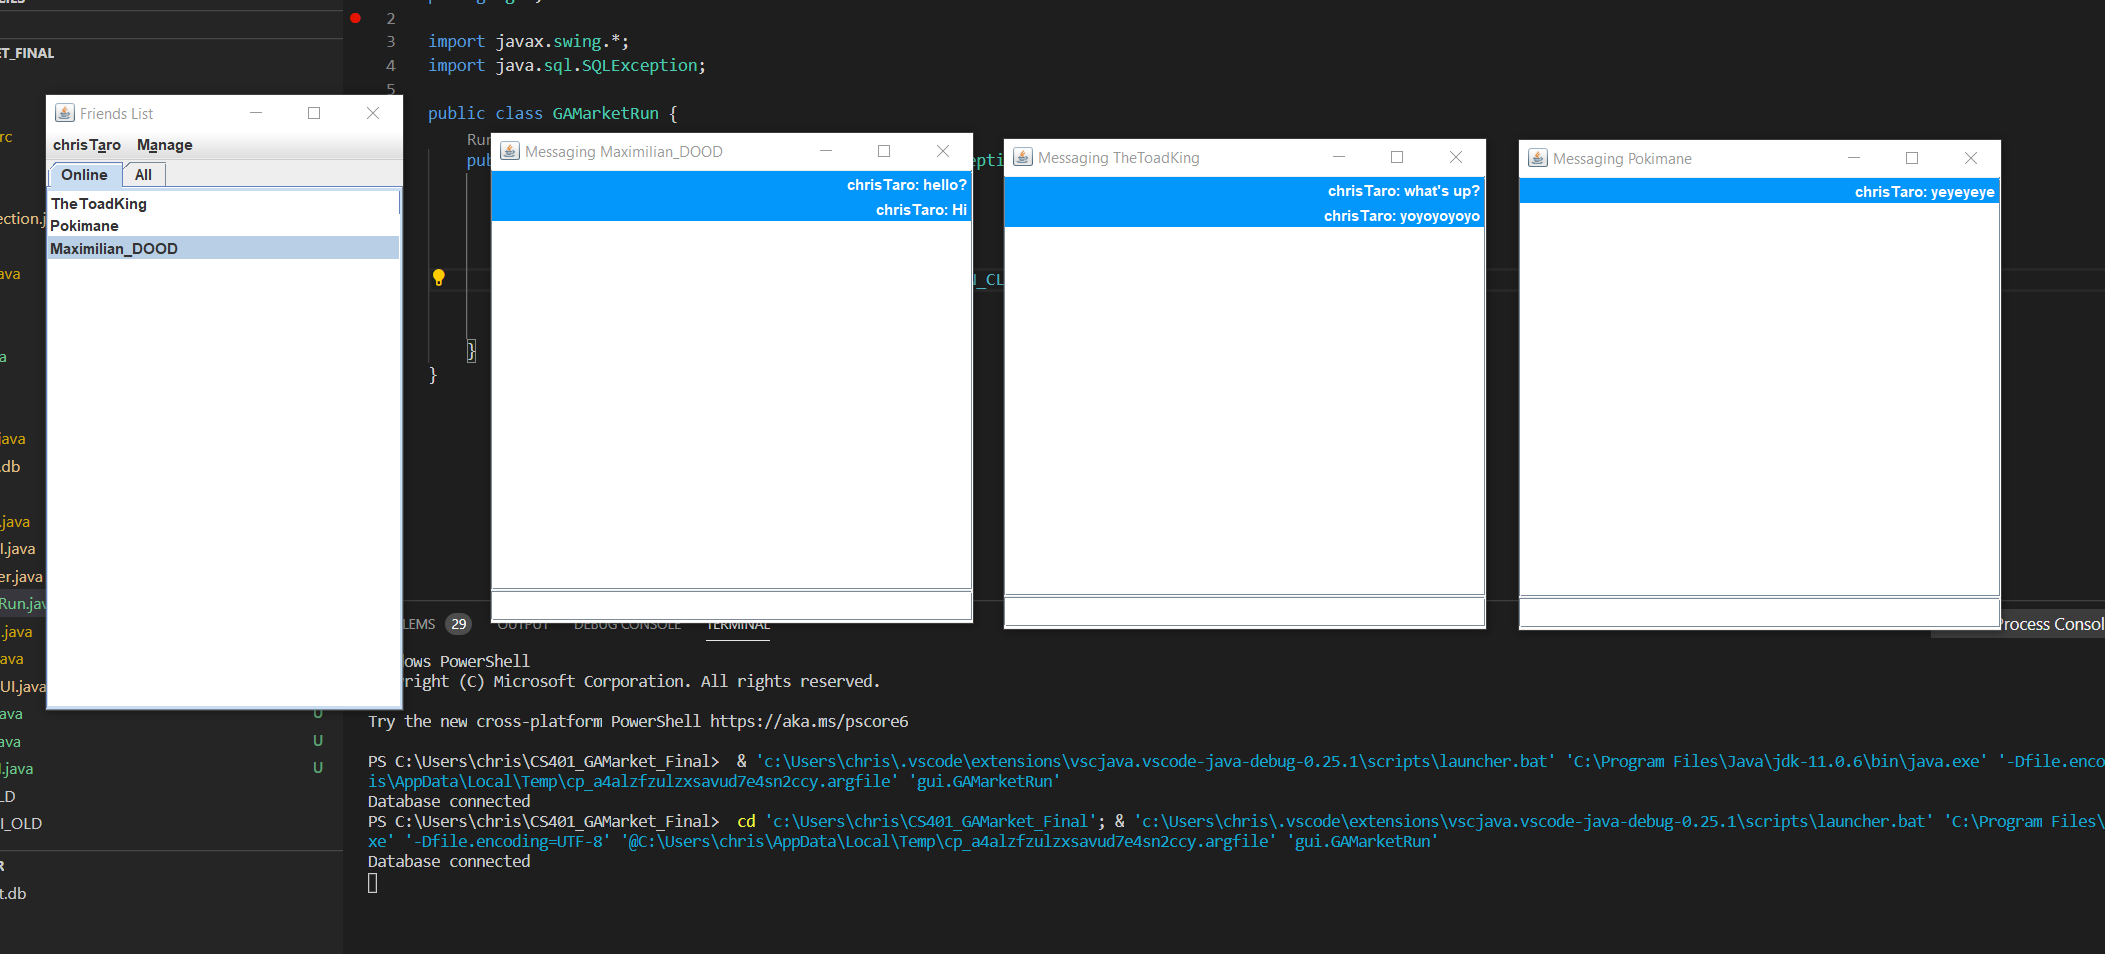 ET_FINAL
rc
ection.j
ava
a
java
.db
.java
I.java
er.java
Run.jav
.java
ava
UI.java
ava
U
ava
U
l.java
U
LD
I_OLD
R
t.db
2
3 import javax.swing.*;
4 import java.sql.SQLException;
5
public class GAMarketRun {
Run
pub
epti
N_CL
}
}
Friends List
chrisTaro Manage
Online All
TheToadKing
Pokimane
Maximilian_DOOD
Messaging Maximilian_DOOD
chrisTaro: hello?
chrisTaro: Hi
Messaging TheToadKing
chrisTaro: what's up?
chrisTaro: yoyoyoyoyo
Messaging Pokimane
chrisTaro: yeyeyeye
LEMS 29 OUTPUT DEBUG CONSOLE TERMINAL
rocess Consol
ows PowerShell
right (C) Microsoft Corporation. All rights reserved.
Try the new cross-platform PowerShell https://aka.ms/pscore6
PS C:\Users\chris\CS401_GAMarket_Final> & 'c:\Users\chris\.vscode\extensions\vscjava.vscode-java-debug-0.25.1\scripts\launcher.bat' 'C:\Program Files\Java\jdk-11.0.6\bin\java.exe' '-Dfile.enco
is\AppData\Local\Temp\cp_a4alzfzulzxsavud7e4sn2ccy.argfile' 'gui.GAMarketRun'
Database connected
PS C:\Users\chris\CS401_GAMarket_Final> cd 'c:\Users\chris\CS401_GAMarket_Final'; & 'c:\Users\chris\.vscode\extensions\vscjava.vscode-java-debug-0.25.1\scripts\launcher.bat' 'C:\Program Files\
xe' '-Dfile.encoding=UTF-8' '@C:\Users\chris\AppData\Local\Temp\cp_a4alzfzulzxsavud7e4sn2ccy.argfile' 'gui.GAMarketRun'
Database connected